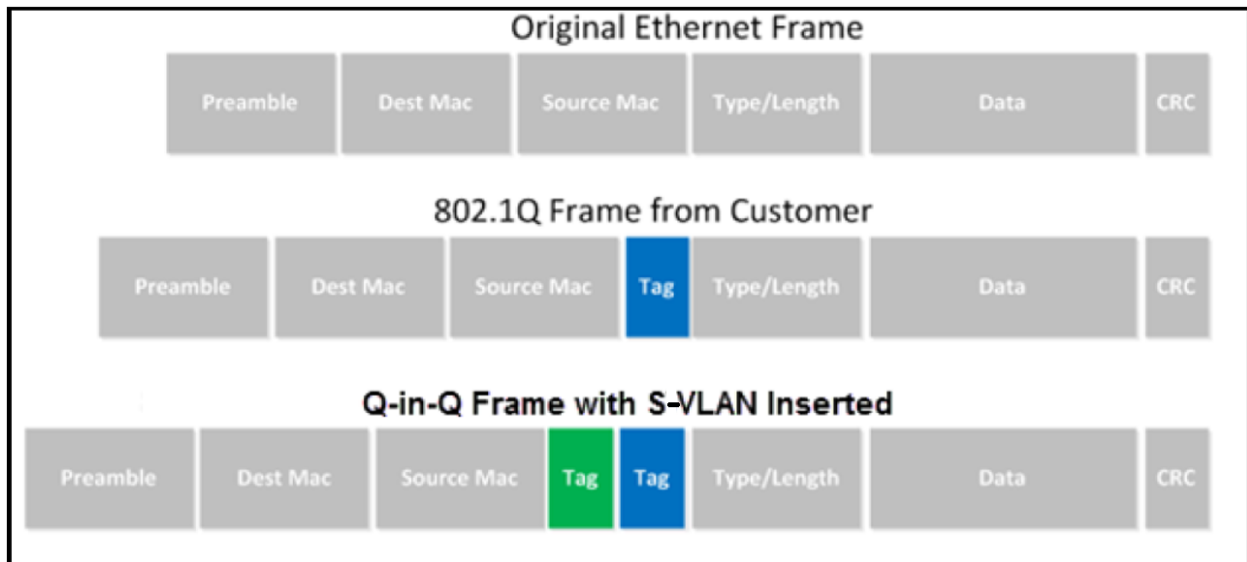 Original Ethernet Frame
Preamble Dest Mac Source Mac Type/Length Data CRC
802.1Q Frame from Customer
Preamble Dest Mac Source Mac Tag Type/Length Data CRC
Q-in-Q Frame with S-VLAN Inserted
Preamble Dest Mac Source Mac Tag Tag Type/Length Data CRC